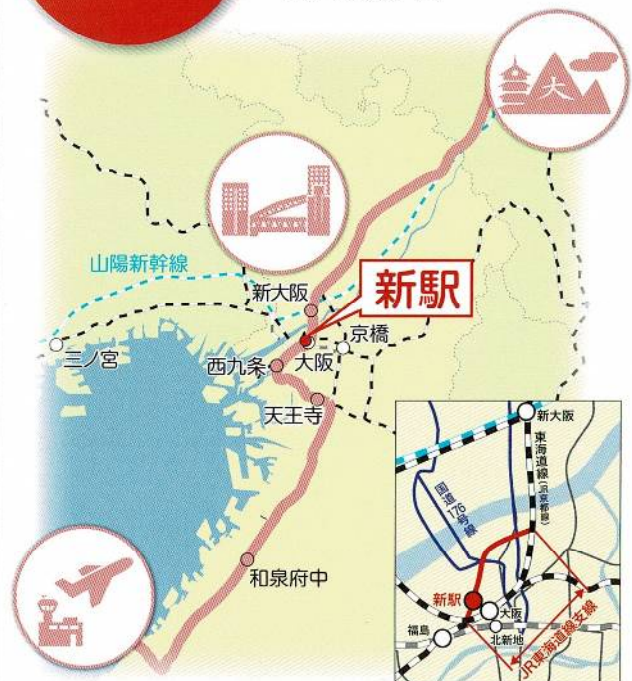 大
山陽新幹線
新大阪
新駅
京橋
三ノ宮
西九条
大阪
天王寺
和泉府中
新大阪
東海道線(JR京都線)
国道176号線
新駅
大阪
福島
北新地
JR東海道線支線